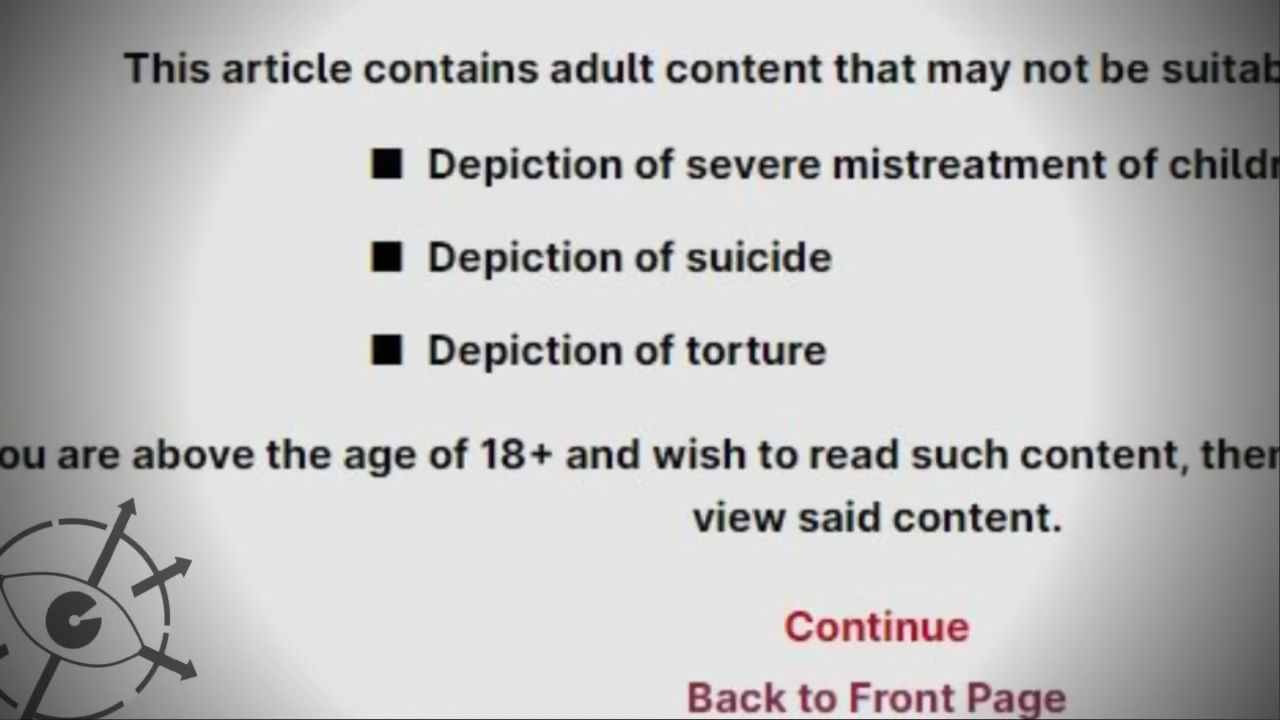 This article contains adult content that may not be suitab
■ Depiction of severe mistreatment of childr
■ Depiction of suicide
■ Depiction of torture
ou are above the age of 18+ and wish to read such content, then
view said content.
Continue
Back to Front Page